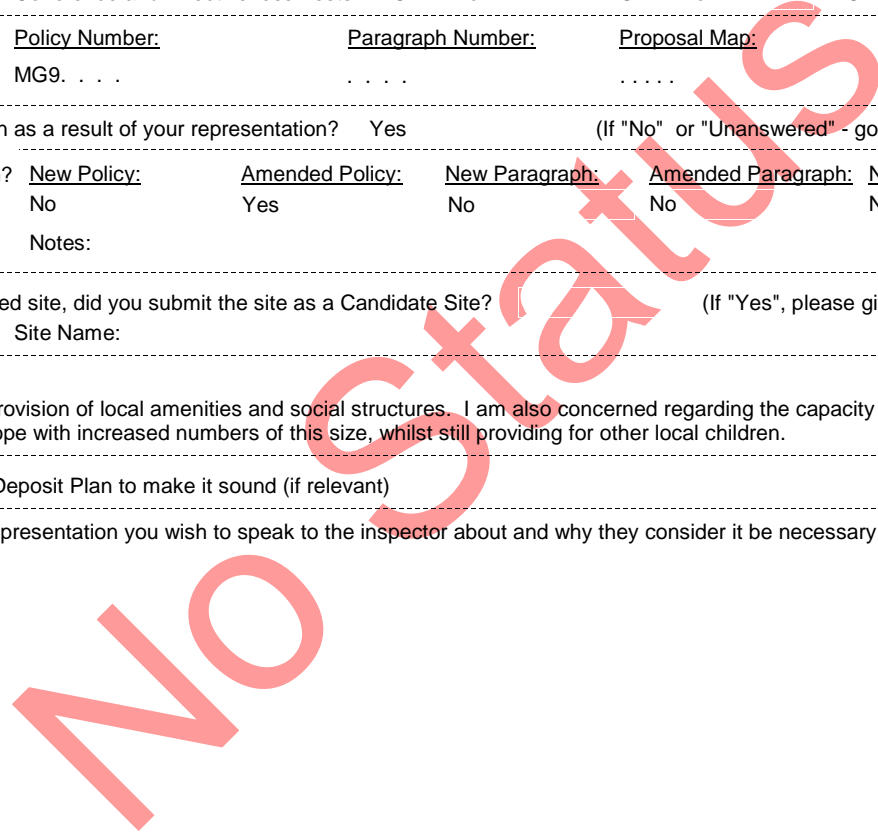 Policy Number: Paragraph Number: Proposal Map:
MG9. . . . . . . . . . . . .
as a result of your representation? Yes (If "No" or "Unanswered" - go
? New Policy: Amended Policy: New Paragraph: Amended Paragraph: N
No Yes No No N
Notes:
ed site, did you submit the site as a Candidate Site? (If "Yes", please gi
Site Name:
rovision of local amenities and social structures. I am also concerned regarding the capacity
ope with increased numbers of this size, whilst still providing for other local children.
Deposit Plan to make it sound (if relevant)
presentation you wish to speak to the inspector about and why they consider it be necessary
No Status